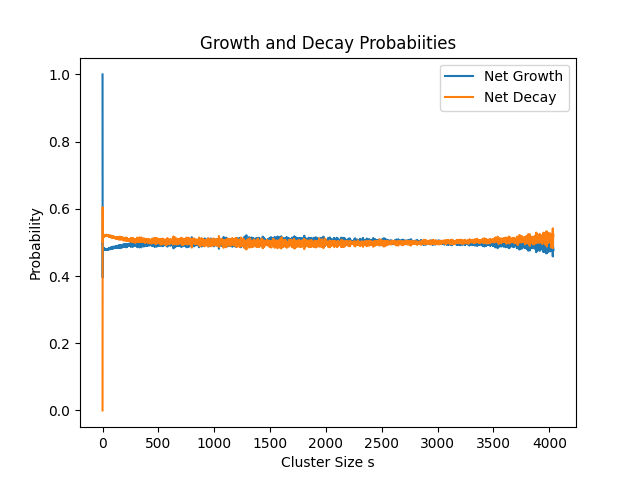 Growth and Decay Probabiities
Net Growth
Net Decay
Probability
1.0
0.8
0.6
0.4
0.2
0.0
0 500 1000 1500 2000 2500 3000 3500 4000
Cluster Size s